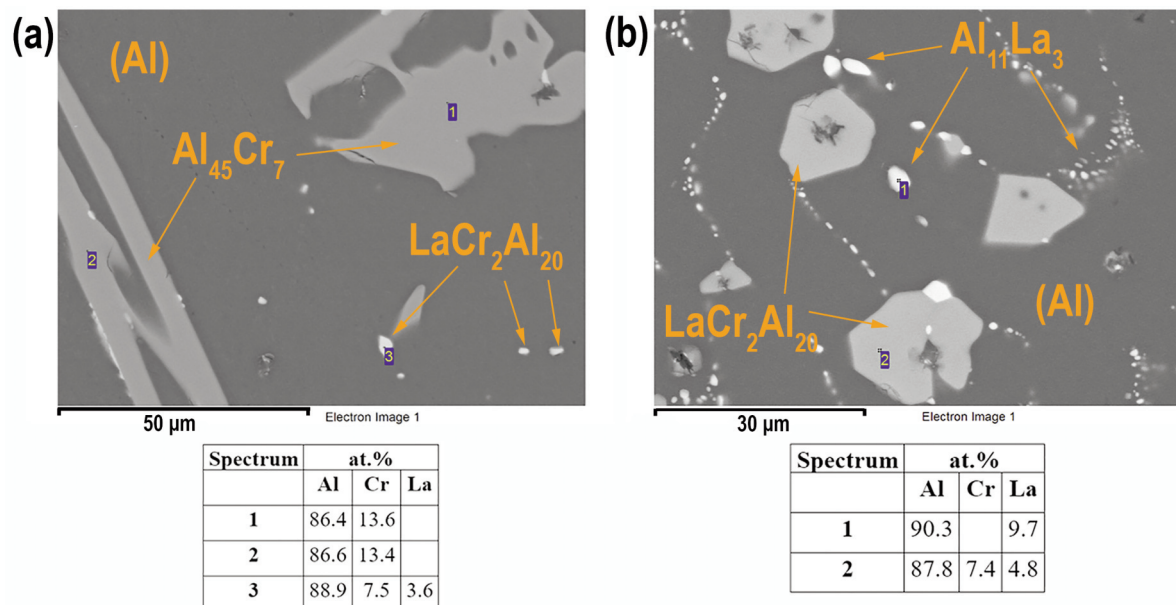 (a)
(Al)
1
Al₄₅Cr₇
2
LaCr₂Al₂₀
3
50 µm
Electron Image 1
Spectrum at.%
Al Cr La
1 86.4 13.6
2 86.6 13.4
3 88.9 7.5 3.6
(b)
Al₁₁La₃
1
(Al)
LaCr₂Al₂₀
2
30 µm
Electron Image 1
Spectrum at.%
Al Cr La
1 90.3 9.7
2 87.8 7.4 4.8